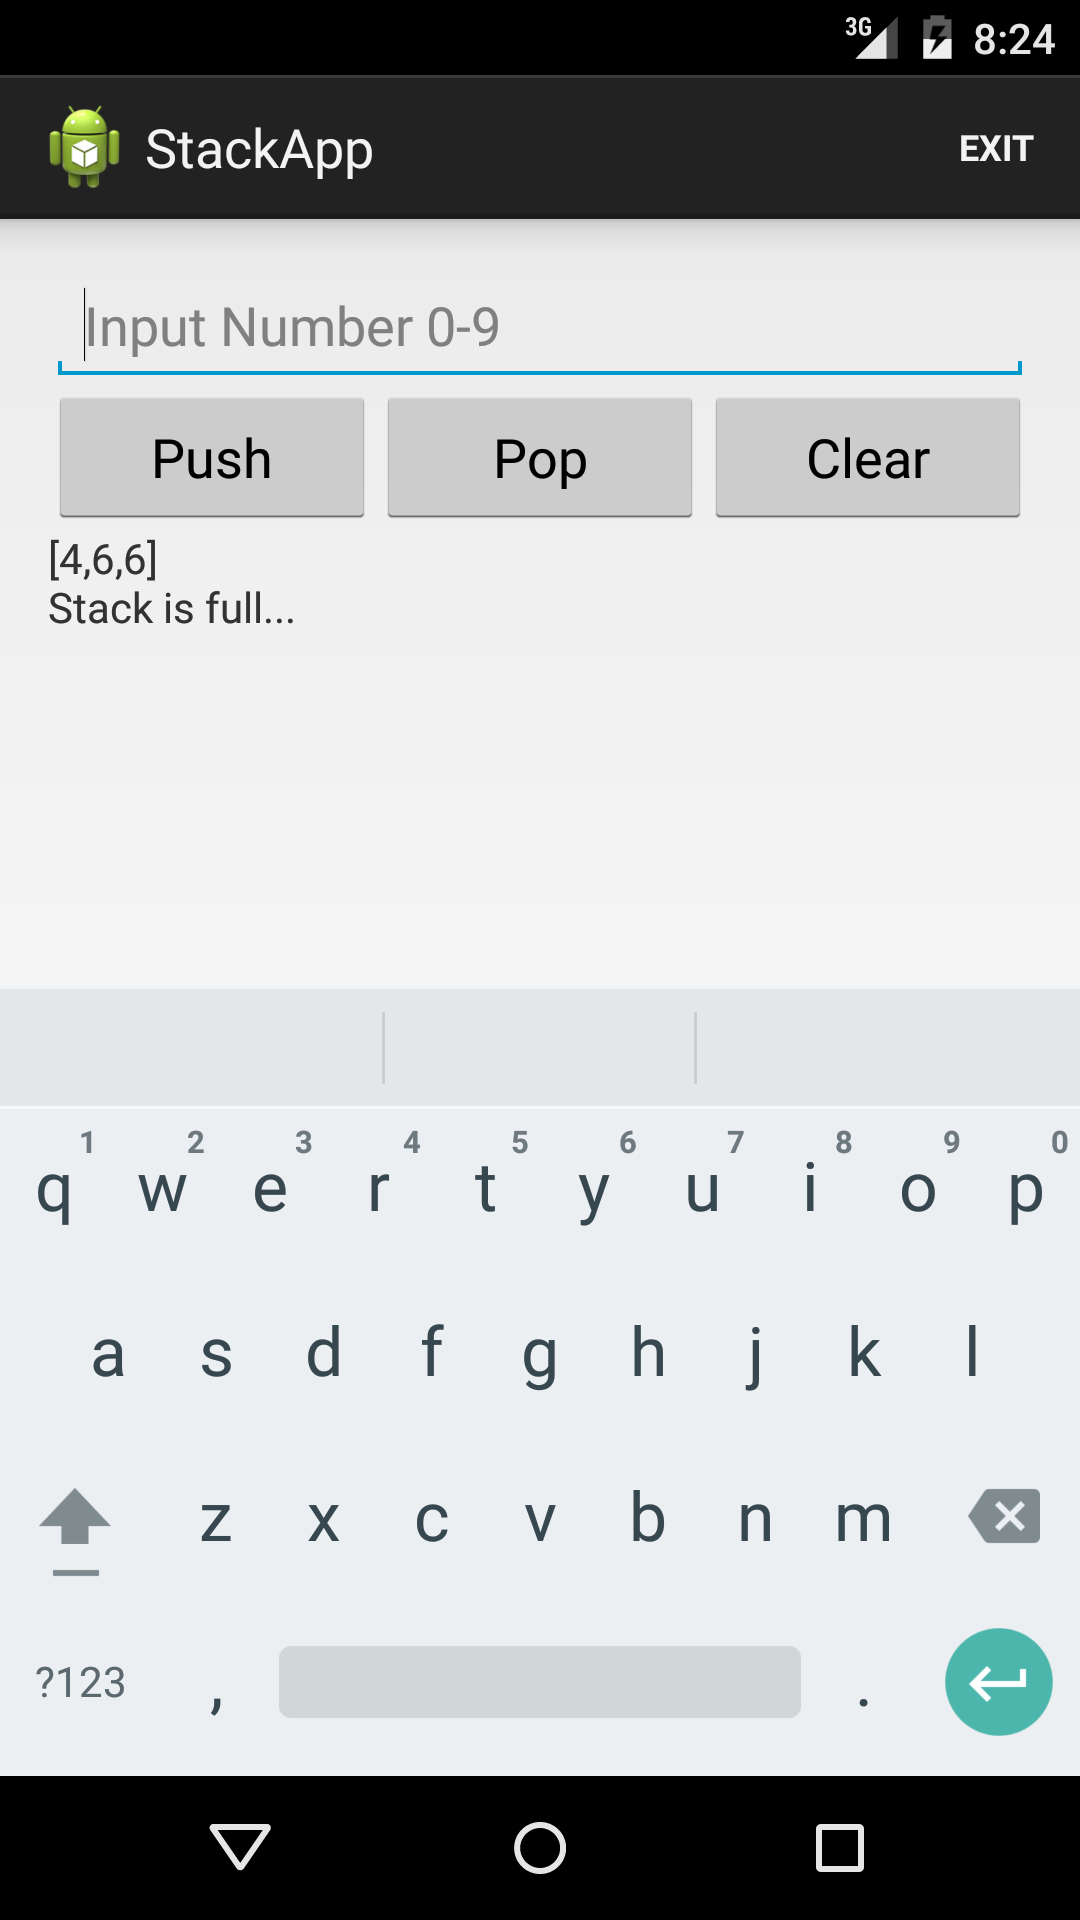 3G 8:24
StackApp EXIT
Input Number 0-9
Push Pop Clear
[4,6,6]
Stack is full...
1 2 3 4 5 6 7 8 9 0
q w e r t y u i o p
a s d f g h j k l
z x c v b n m
?123 , .